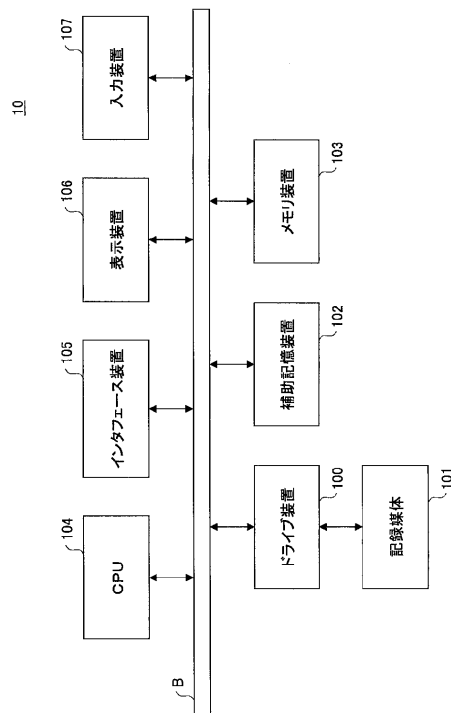 10
104
CPU
105
インタフェース装置
106
表示装置
107
入力装置
B
ドライブ装置
100
補助記憶装置
102
メモリ装置
103
記録媒体
101